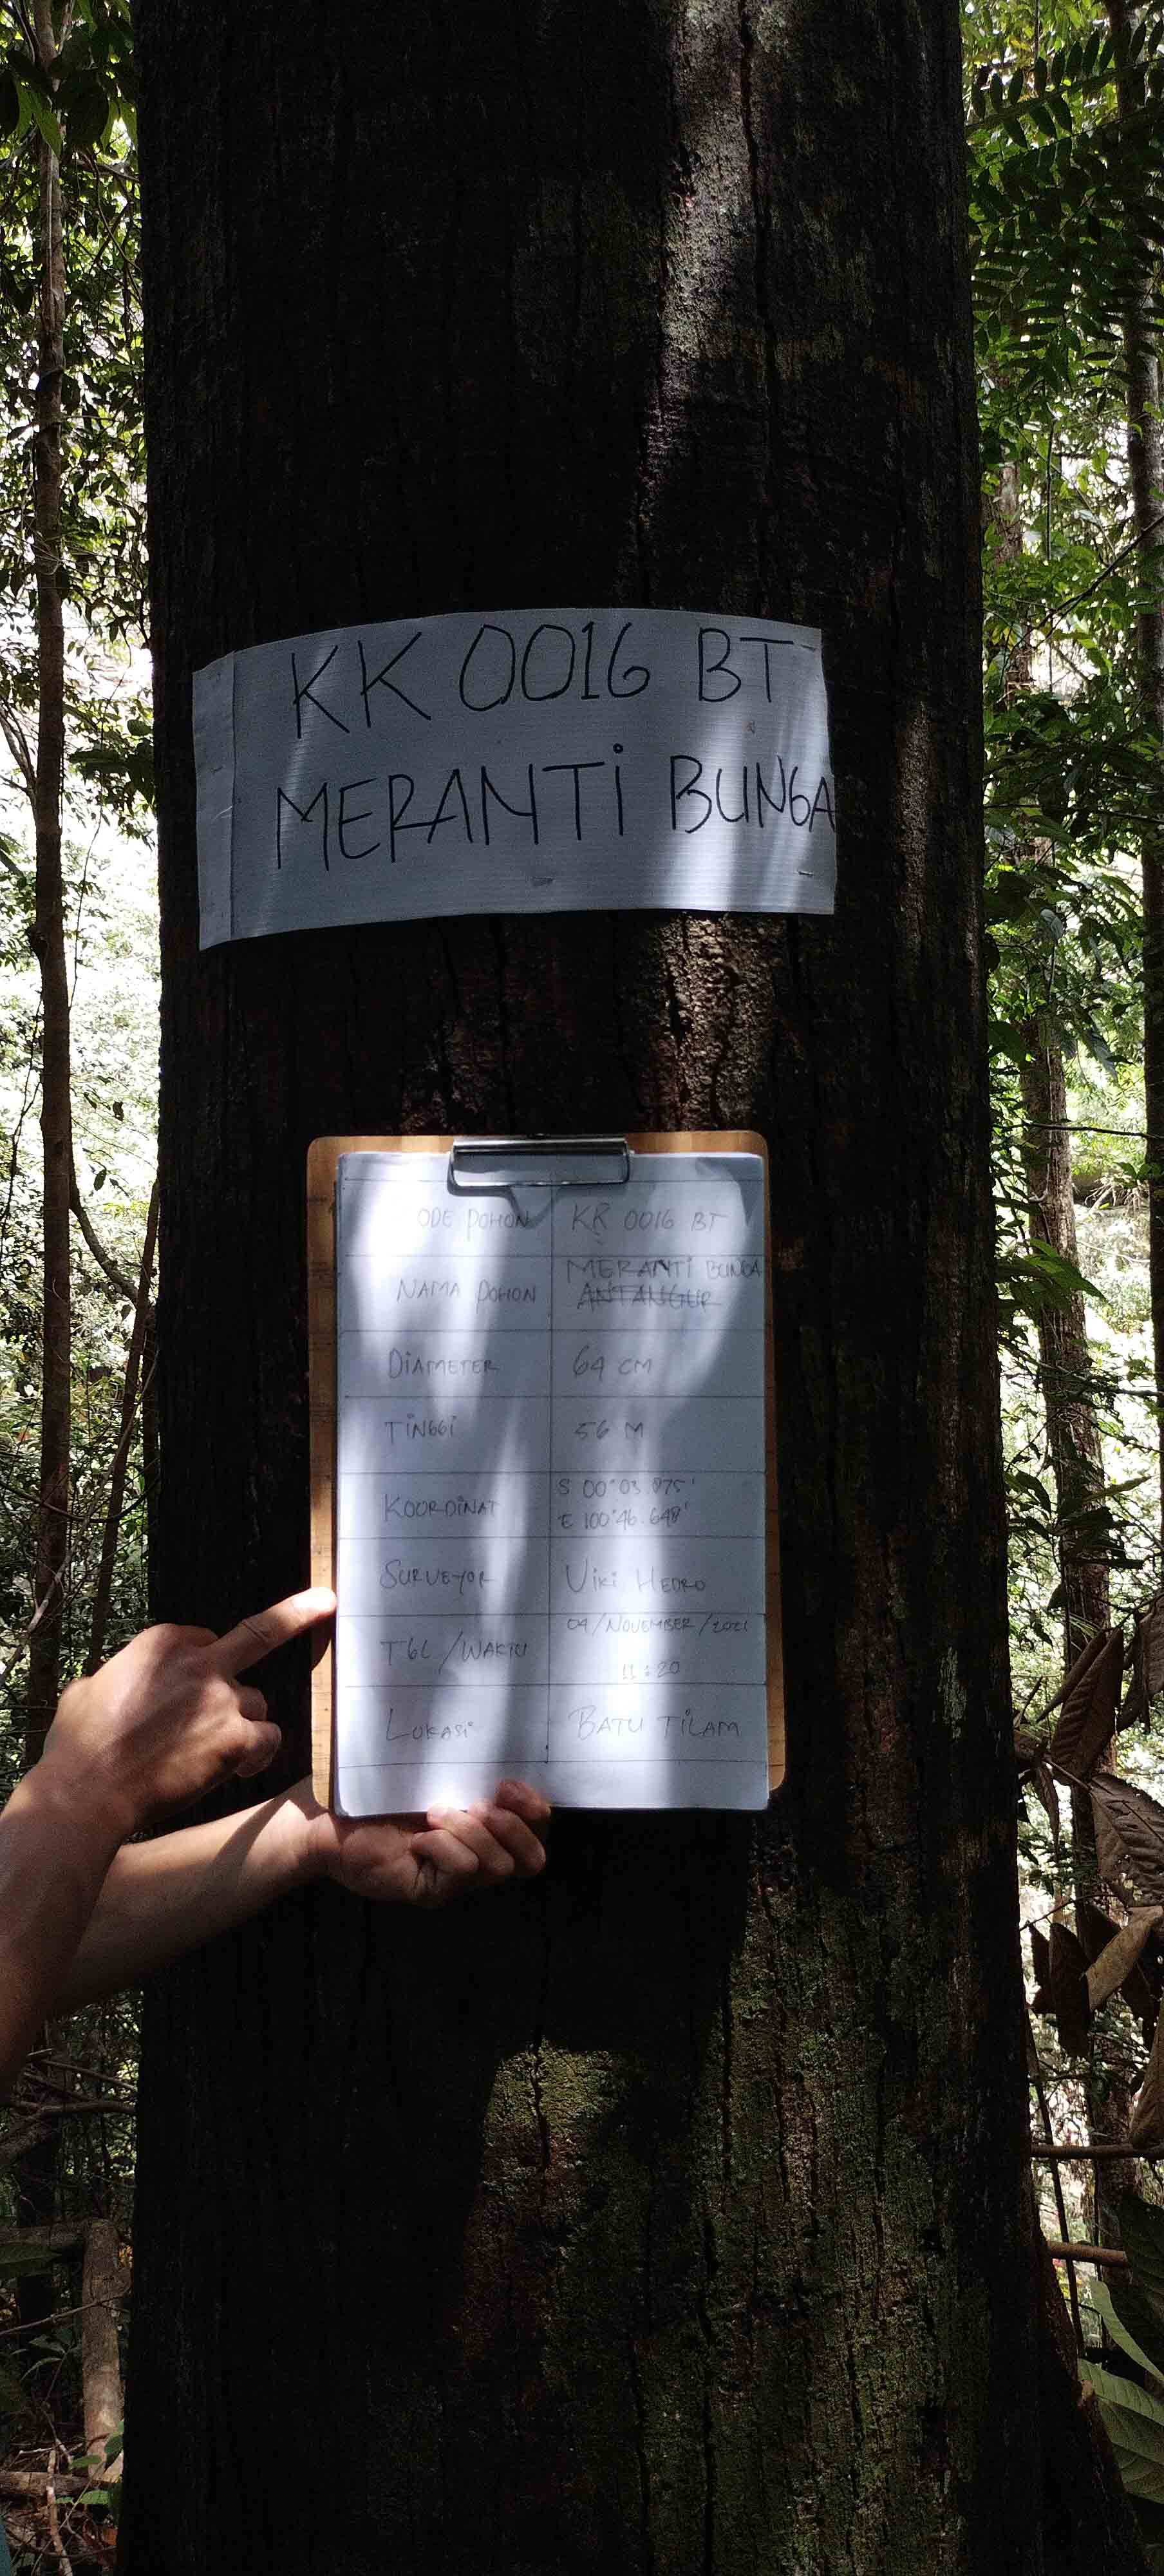 KK 0016 BT
MERANTI BUNGA
ODE POHON KK 0016 BT
NAMA POHON MERANTI BUNGA
DIAMETER 64 CM
TINGGI 56 M
KOORDINAT S 00°03.075'
E 100°46.648'
SURVEYOR Viki HEDRO
TGL/WAKTU 04/NOVEMBER/2021
11:20
LOKASI BATU TILAM